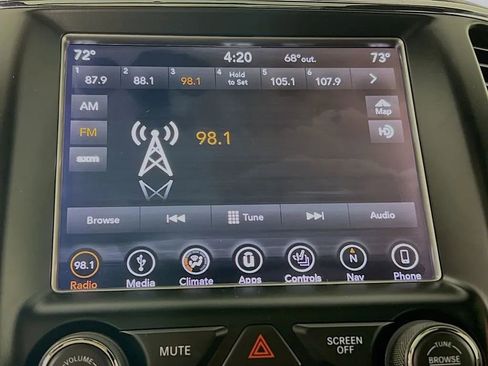 72° 4:20 68°out. 73°
1 2 3 4 5 6
87.9 88.1 98.1 Hold to Set 105.1 107.9
AM
Map
FM
98.1
HD
sxm
Browse Tune Audio
98.1 N
Radio Media Climate Apps Controls Nav Phone
VOLUME MUTE SCREEN OFF TUNE BROWSE